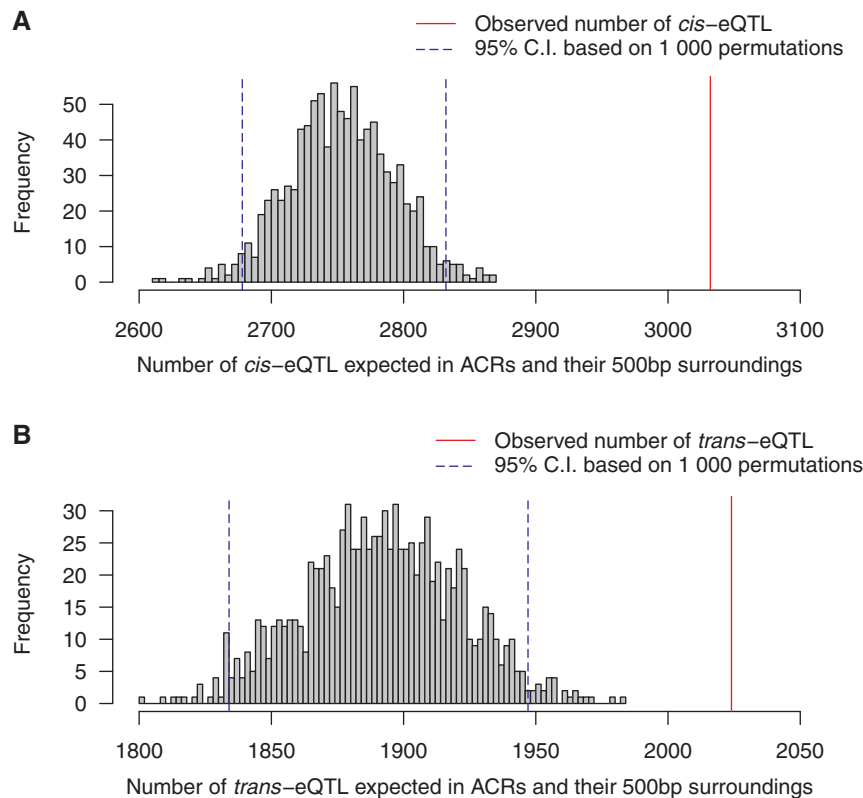 A
Observed number of cis−eQTL
95% C.I. based on 1 000 permutations
Frequency
50
40
30
20
10
0
2600 2700 2800 2900 3000 3100
Number of cis−eQTL expected in ACRs and their 500bp surroundings
B
Observed number of trans−eQTL
95% C.I. based on 1 000 permutations
Frequency
30
25
20
15
10
5
0
1800 1850 1900 1950 2000 2050
Number of trans−eQTL expected in ACRs and their 500bp surroundings